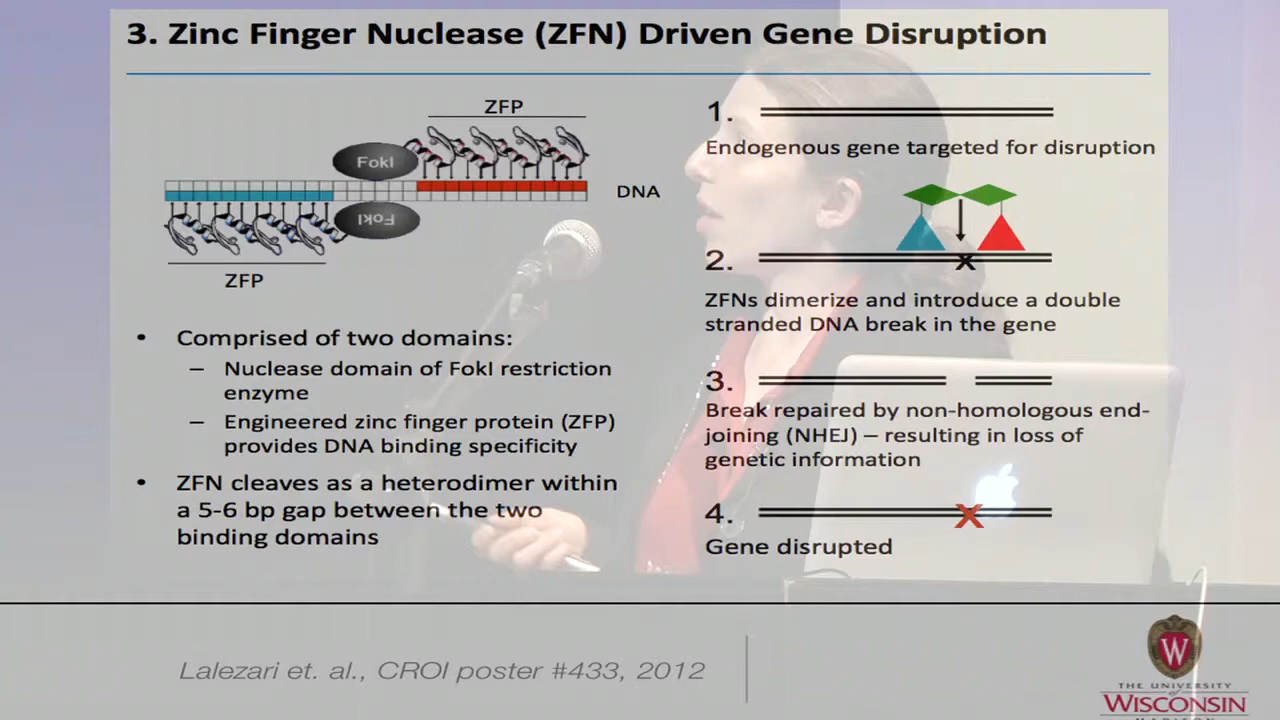 3. Zinc Finger Nuclease (ZFN) Driven Gene Disruption
ZFP
FokI
DNA
FokI
ZFP
• Comprised of two domains:
– Nuclease domain of FokI restriction
enzyme
– Engineered zinc finger protein (ZFP)
provides DNA binding specificity
• ZFN cleaves as a heterodimer within
a 5-6 bp gap between the two
binding domains
1.
Endogenous gene targeted for disruption
2.
x
ZFNs dimerize and introduce a double
stranded DNA break in the gene
3.
Break repaired by non-homologous end-
joining (NHEJ) – resulting in loss of
genetic information
4.
X
Gene disrupted
Lalezari et. al., CROI poster #433, 2012
W
THE UNIVERSITY
of
WISCONSIN
MADISON